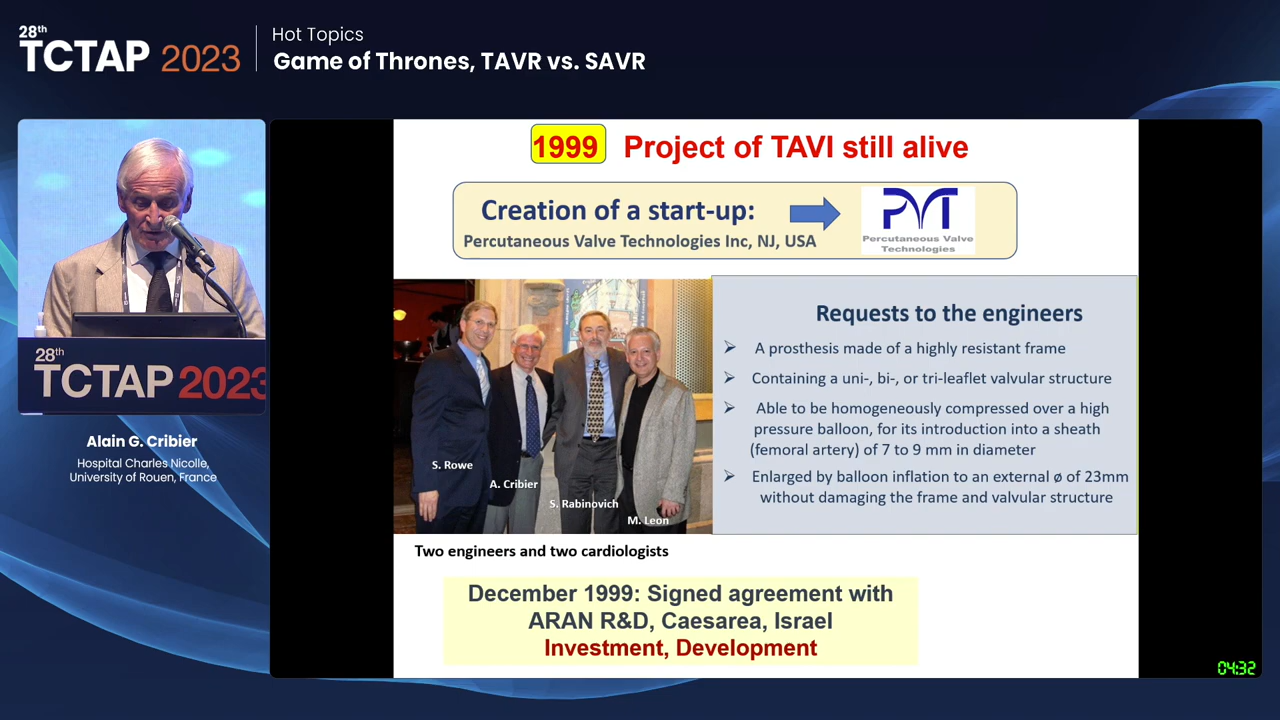 28th
TCTAP 2023
Hot Topics
Game of Thrones, TAVR vs. SAVR
28th
TCTAP 2023
Alain G. Cribier
Hospital Charles Nicolle,
University of Rouen, France
1999 Project of TAVI still alive
Creation of a start-up:
Percutaneous Valve Technologies Inc, NJ, USA
PVT
Percutaneous Valve
Technologies
S. Rowe
A. Cribier
S. Rabinovich
M. Leon
Two engineers and two cardiologists
Requests to the engineers
A prosthesis made of a highly resistant frame
Containing a uni-, bi-, or tri-leaflet valvular structure
Able to be homogeneously compressed over a high
pressure balloon, for its introduction into a sheath
(femoral artery) of 7 to 9 mm in diameter
Enlarged by balloon inflation to an external ø of 23mm
without damaging the frame and valvular structure
December 1999: Signed agreement with
ARAN R&D, Caesarea, Israel
Investment, Development
04:32